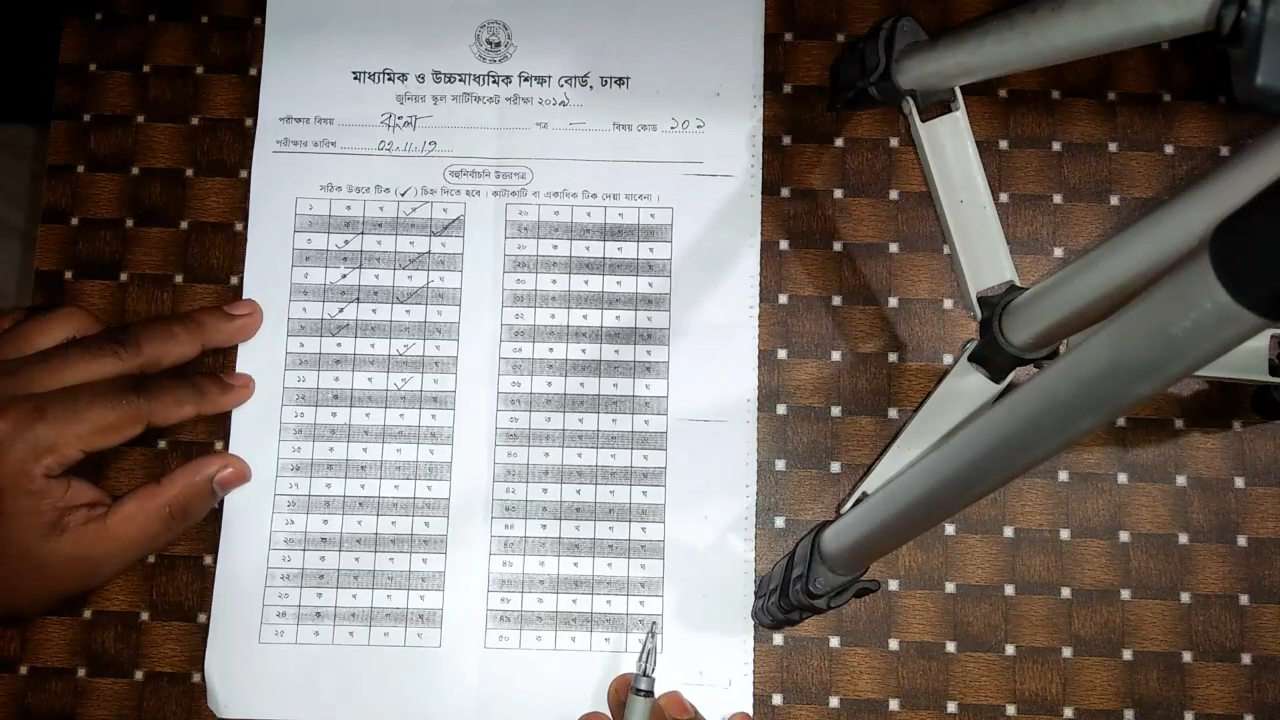 মাধ্যমিক ও উচ্চমাধ্যমিক শিক্ষা বোর্ড, ঢাকা
জুনিয়র স্কুল সার্টিফিকেট পরীক্ষা ২০১৯....
পরীক্ষার বিষয় ..........বাংলা.......................... পত্র ....–.......... বিষয় কোড ..১০১
পরীক্ষার তারিখ ..........02.11.19......
বহুনির্বাচনি উত্তরপত্র
সঠিক উত্তরে টিক (✓) চিহ্ন দিতে হবে। কাটাকাটি বা একাধিক টিক দেয়া যাবেনা।
১ ক খ গ ঘ
২ ক খ গ ঘ
৩ ক খ গ ঘ
৪ ক খ গ ঘ
৫ ক খ গ ঘ
৬ ক খ গ ঘ
৭ ক খ গ ঘ
৮ ক খ গ ঘ
৯ ক খ গ ঘ
১০ ক খ গ ঘ
১১ ক খ গ ঘ
১২ ক খ গ ঘ
১৩ ক খ গ ঘ
১৪ ক খ গ ঘ
১৫ ক খ গ ঘ
১৬ ক খ গ ঘ
১৭ ক খ গ ঘ
১৮ ক খ গ ঘ
১৯ ক খ গ ঘ
২০ ক খ গ ঘ
২১ ক খ গ ঘ
২২ ক খ গ ঘ
২৩ ক খ গ ঘ
২৪ ক খ গ ঘ
২৫ ক খ গ ঘ
২৬ ক খ গ ঘ
২৭ ক খ গ ঘ
২৮ ক খ গ ঘ
২৯ ক খ গ ঘ
৩০ ক খ গ ঘ
৩১ ক খ গ ঘ
৩২ ক খ গ ঘ
৩৩ ক খ গ ঘ
৩৪ ক খ গ ঘ
৩৫ ক খ গ ঘ
৩৬ ক খ গ ঘ
৩৭ ক খ গ ঘ
৩৮ ক খ গ ঘ
৩৯ ক খ গ ঘ
৪০ ক খ গ ঘ
৪১ ক খ গ ঘ
৪২ ক খ গ ঘ
৪৩ ক খ গ ঘ
৪৪ ক খ গ ঘ
৪৫ ক খ গ ঘ
৪৬ ক খ গ ঘ
৪৭ ক খ গ ঘ
৪৮ ক খ গ ঘ
৪৯ ক খ গ ঘ
৫০ ক খ গ ঘ